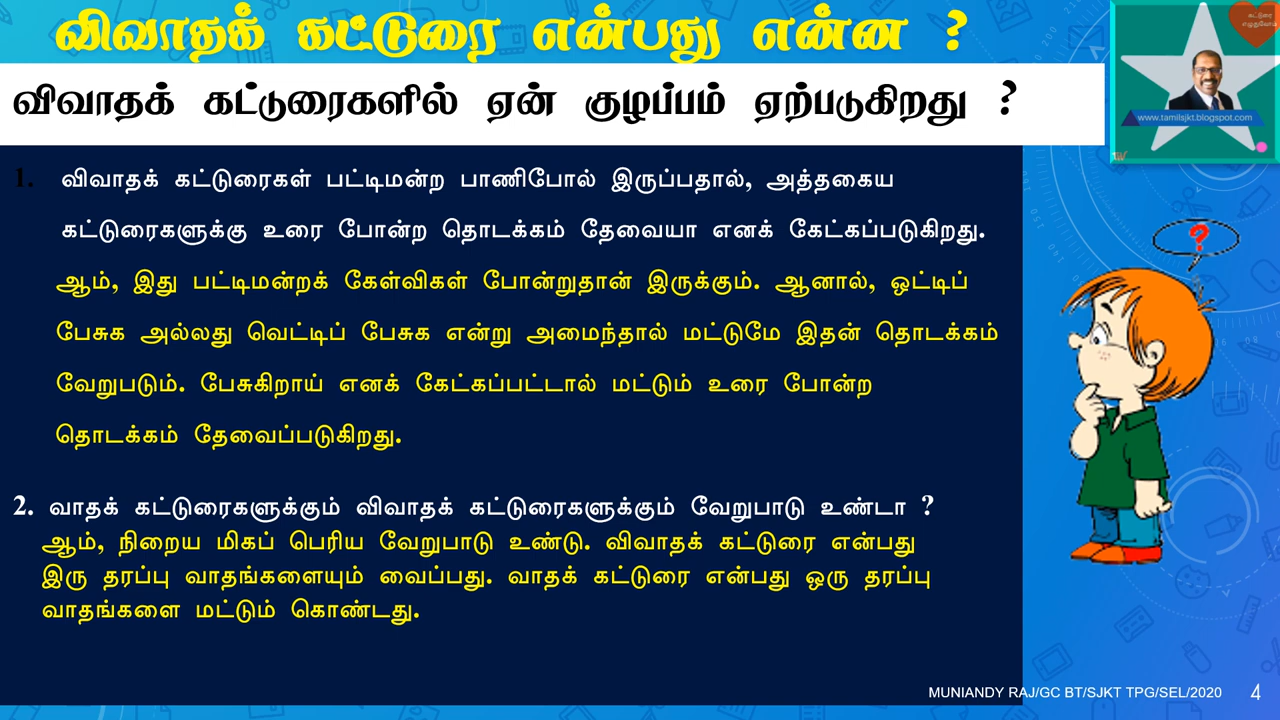 விவாதக் கட்டுரை என்பது என்ன ?
கட்டுரை
எழுதுவோம்
விவாதக் கட்டுரைகளில் ஏன் குழப்பம் ஏற்படுகிறது ?
www.tamilsjkt.blogspot.com
1. விவாதக் கட்டுரைகள் பட்டிமன்ற பாணிபோல் இருப்பதால், அத்தகைய
கட்டுரைகளுக்கு உரை போன்ற தொடக்கம் தேவையா எனக் கேட்கப்படுகிறது.
ஆம், இது பட்டிமன்றக் கேள்விகள் போன்றுதான் இருக்கும். ஆனால், ஒட்டிப்
பேசுக அல்லது வெட்டிப் பேசுக என்று அமைந்தால் மட்டுமே இதன் தொடக்கம்
வேறுபடும். பேசுகிறாய் எனக் கேட்கப்பட்டால் மட்டும் உரை போன்ற
தொடக்கம் தேவைப்படுகிறது.
?
2. வாதக் கட்டுரைகளுக்கும் விவாதக் கட்டுரைகளுக்கும் வேறுபாடு உண்டா ?
ஆம், நிறைய மிகப் பெரிய வேறுபாடு உண்டு. விவாதக் கட்டுரை என்பது
இரு தரப்பு வாதங்களையும் வைப்பது. வாதக் கட்டுரை என்பது ஒரு தரப்பு
வாதங்களை மட்டும் கொண்டது.
MUNIANDY RAJ/GC BT/SJKT TPG/SEL/2020 4